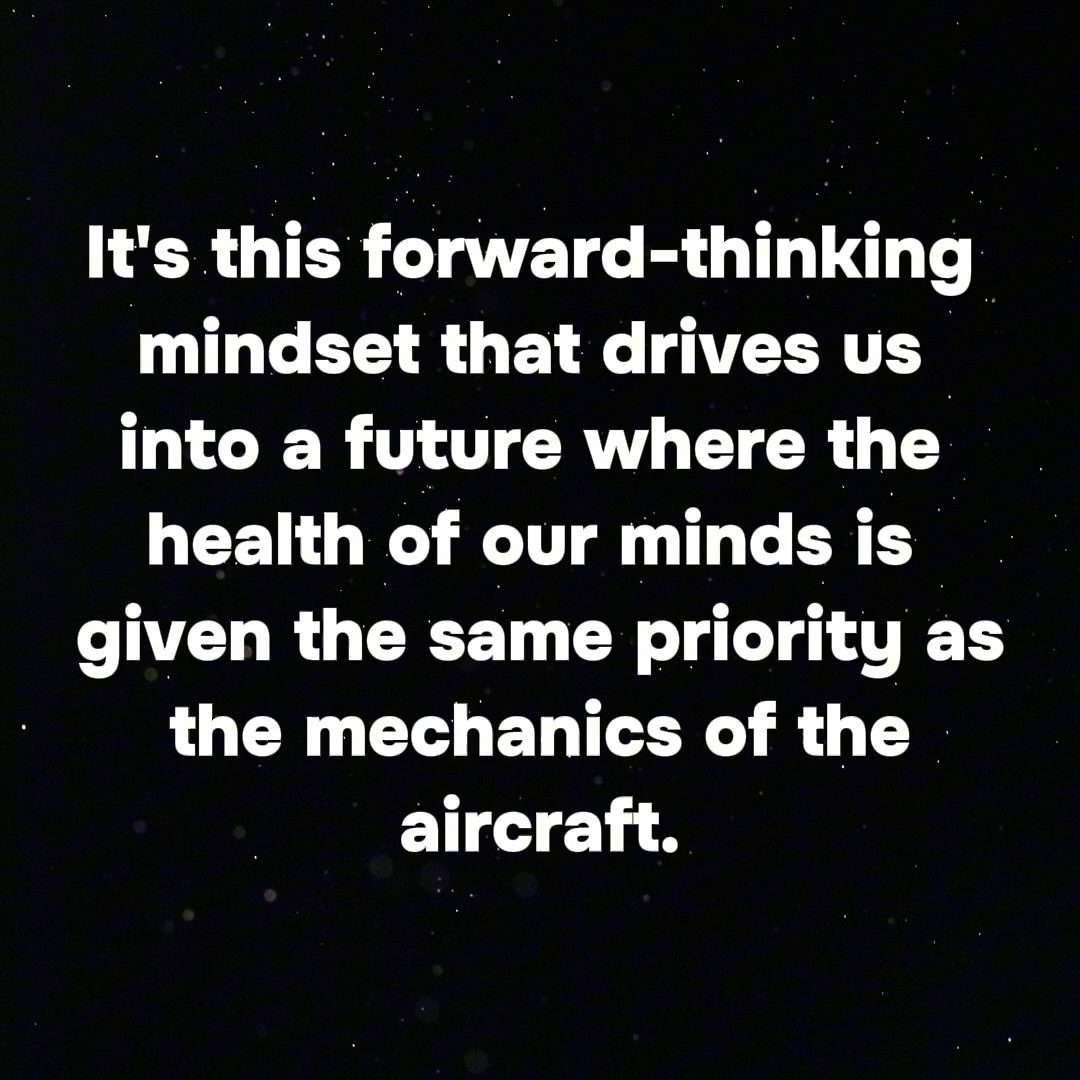 It's this forward-thinking
mindset that drives us
into a future where the
health of our minds is
given the same priority as
the mechanics of the
aircraft.